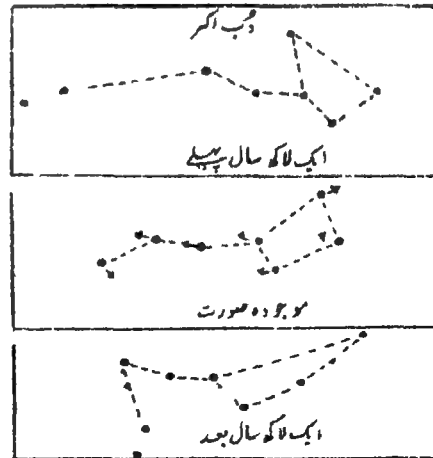 دُب اکبر
ایک لاکھ سال پہلے
موجودہ صورت
ایک لاکھ سال بعد